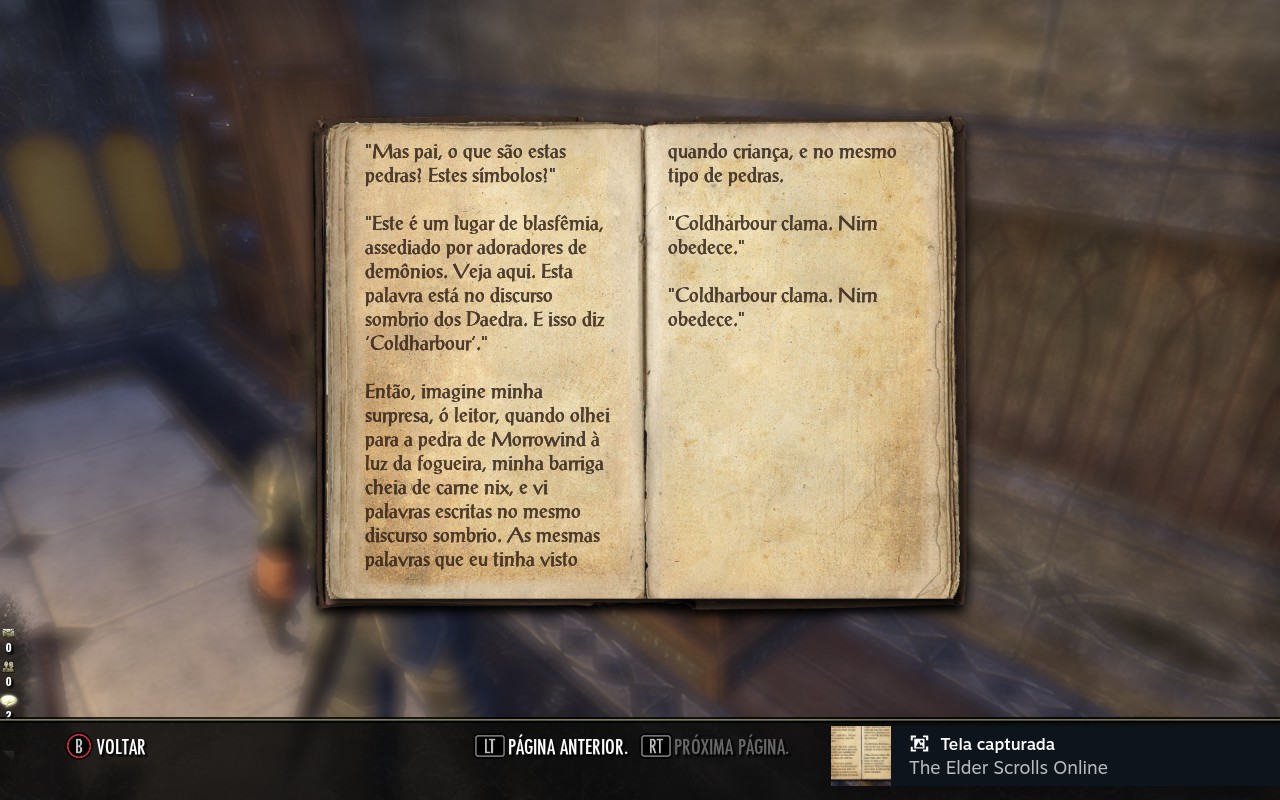 "Mas pai, o que são estas
pedras? Estes símbolos?"
"Este é um lugar de blasfêmia,
assediado por adoradores de
demônios. Veja aqui. Esta
palavra está no discurso
sombrio dos Daedra. E isso diz
'Coldharbour'."
Então, imagine minha
surpresa, ó leitor, quando olhei
para a pedra de Morrowind à
luz da fogueira, minha barriga
cheia de carne nix, e vi
palavras escritas no mesmo
discurso sombrio. As mesmas
palavras que eu tinha visto
quando criança, e no mesmo
tipo de pedras.
"Coldharbour clama. Nirn
obedece."
"Coldharbour clama. Nirn
obedece."
0
0
2
B VOLTAR
LT PÁGINA ANTERIOR. RT PRÓXIMA PÁGINA.
Tela capturada
The Elder Scrolls Online